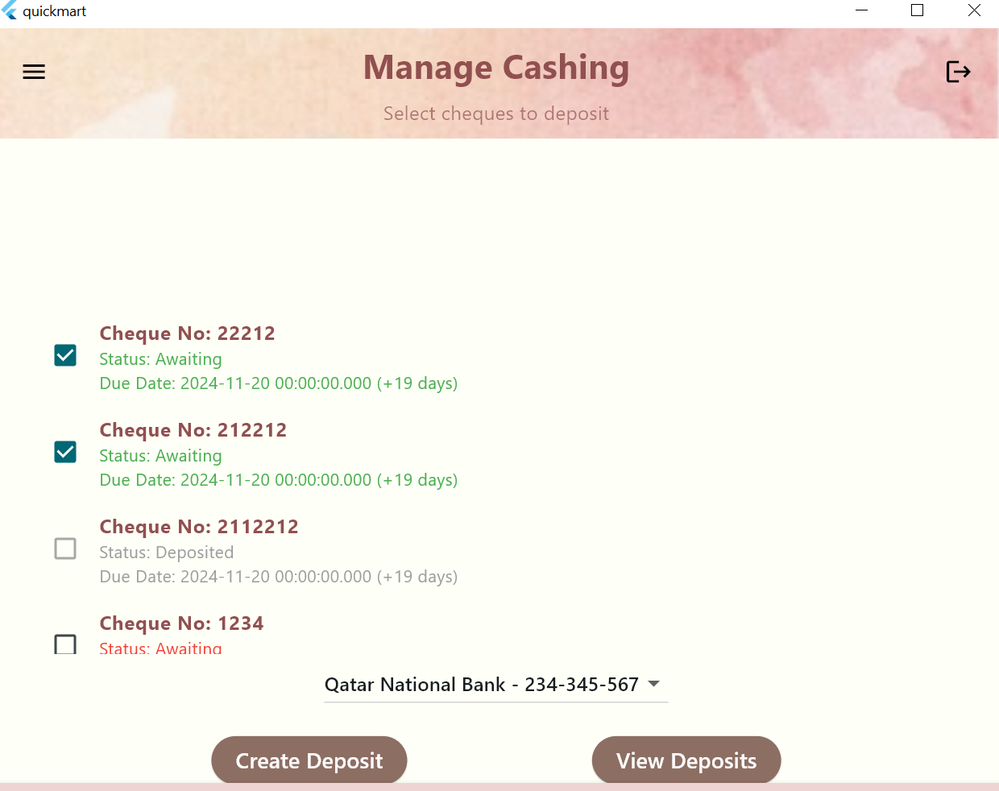 quickmart
Manage Cashing
Select cheques to deposit
Cheque No: 22212
Status: Awaiting
Due Date: 2024-11-20 00:00:00.000 (+19 days)
Cheque No: 212212
Status: Awaiting
Due Date: 2024-11-20 00:00:00.000 (+19 days)
Cheque No: 2112212
Status: Deposited
Due Date: 2024-11-20 00:00:00.000 (+19 days)
Cheque No: 1234
Status: Awaiting
Qatar National Bank - 234-345-567
Create Deposit
View Deposits